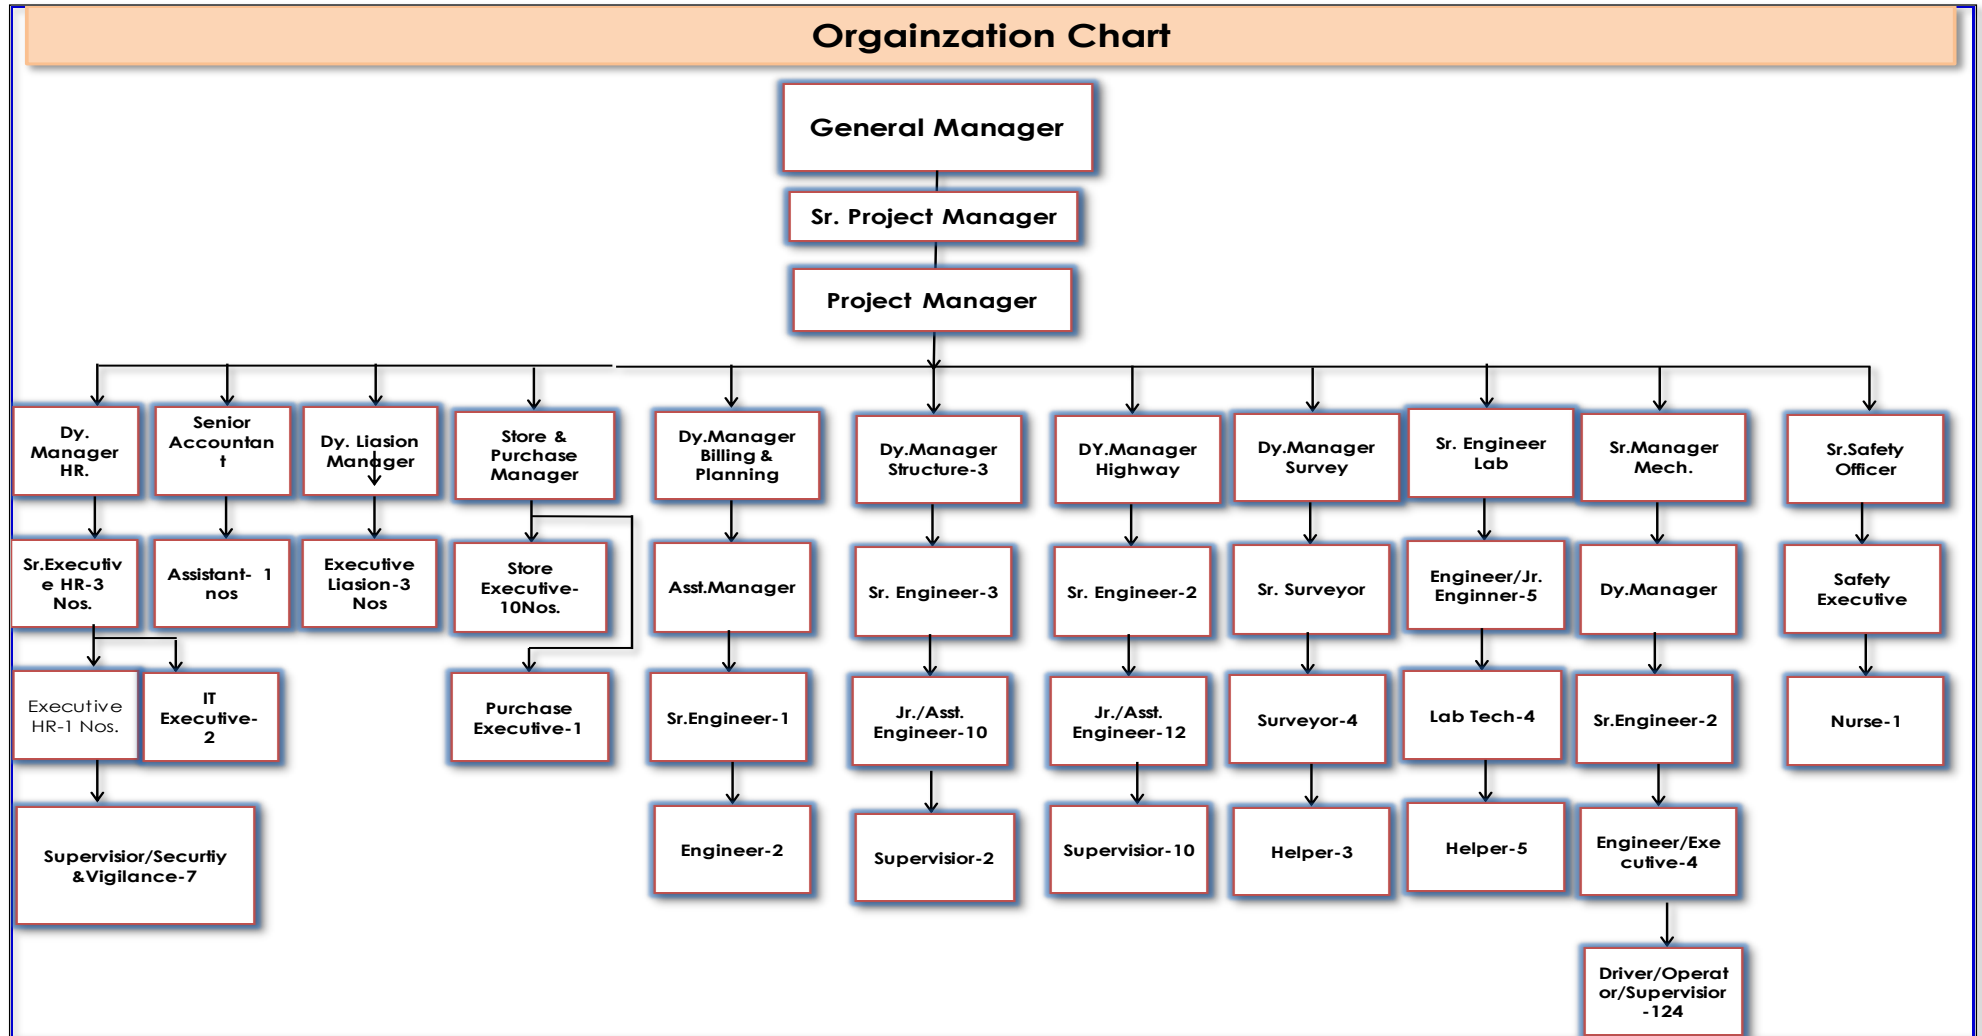 Orgainzation Chart
General Manager
Sr. Project Manager
Project Manager
Dy.
Manager
HR.
Senior
Accountan
t
Dy. Liasion
Manager
Store &
Purchase
Manager
Dy.Manager
Billing &
Planning
Dy.Manager
Structure-3
DY.Manager
Highway
Dy.Manager
Survey
Sr. Engineer
Lab
Sr.Manager
Mech.
Sr.Safety
Officer
Sr.Executiv
e HR-3
Nos.
Assistant- 1
nos
Executive
Liasion-3
Nos
Store
Executive-
10Nos.
Asst.Manager
Sr. Engineer-3
Sr. Engineer-2
Sr. Surveyor
Engineer/Jr.
Enginner-5
Dy.Manager
Safety
Executive
Executive
HR-1 Nos.
IT
Executive-
2
Purchase
Executive-1
Sr.Engineer-1
Jr./Asst.
Engineer-10
Jr./Asst.
Engineer-12
Surveyor-4
Lab Tech-4
Sr.Engineer-2
Nurse-1
Supervisior/Securtiy
&Vigilance-7
Engineer-2
Supervisior-2
Supervisior-10
Helper-3
Helper-5
Engineer/Exe
cutive-4
Driver/Operat
or/Supervisior
-124